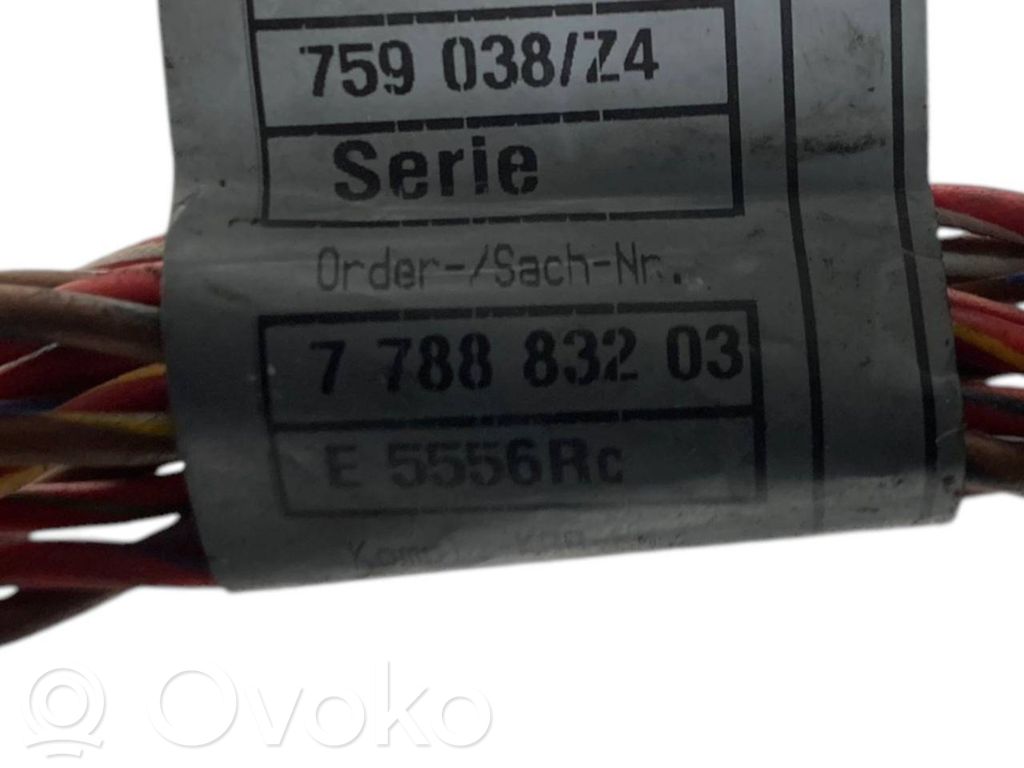 759 038/Z4
Serie
Order-/Sach-Nr.
7 788 832 03
E 5556Rc
Ovoko